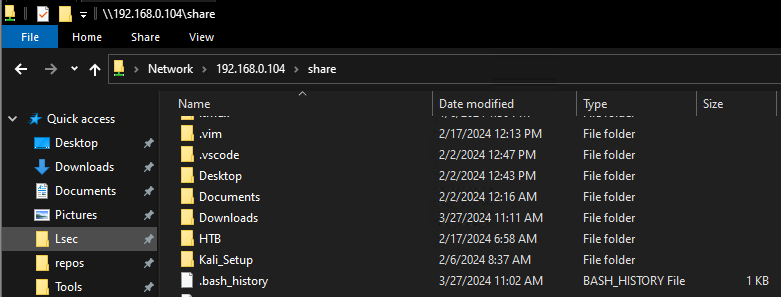 \\192.168.0.104\share
File Home Share View
Network 192.168.0.104 share
Name Date modified Type Size
Quick access
Desktop
Downloads
Documents
Pictures
Lsec
repos
Tools
.vim 2/17/2024 12:13 PM File folder
.vscode 2/2/2024 12:47 PM File folder
Desktop 2/2/2024 12:43 PM File folder
Documents 2/2/2024 12:16 AM File folder
Downloads 3/27/2024 11:11 AM File folder
HTB 2/17/2024 6:58 AM File folder
Kali_Setup 2/6/2024 8:37 AM File folder
.bash_history 3/27/2024 11:02 AM BASH_HISTORY File 1 KB